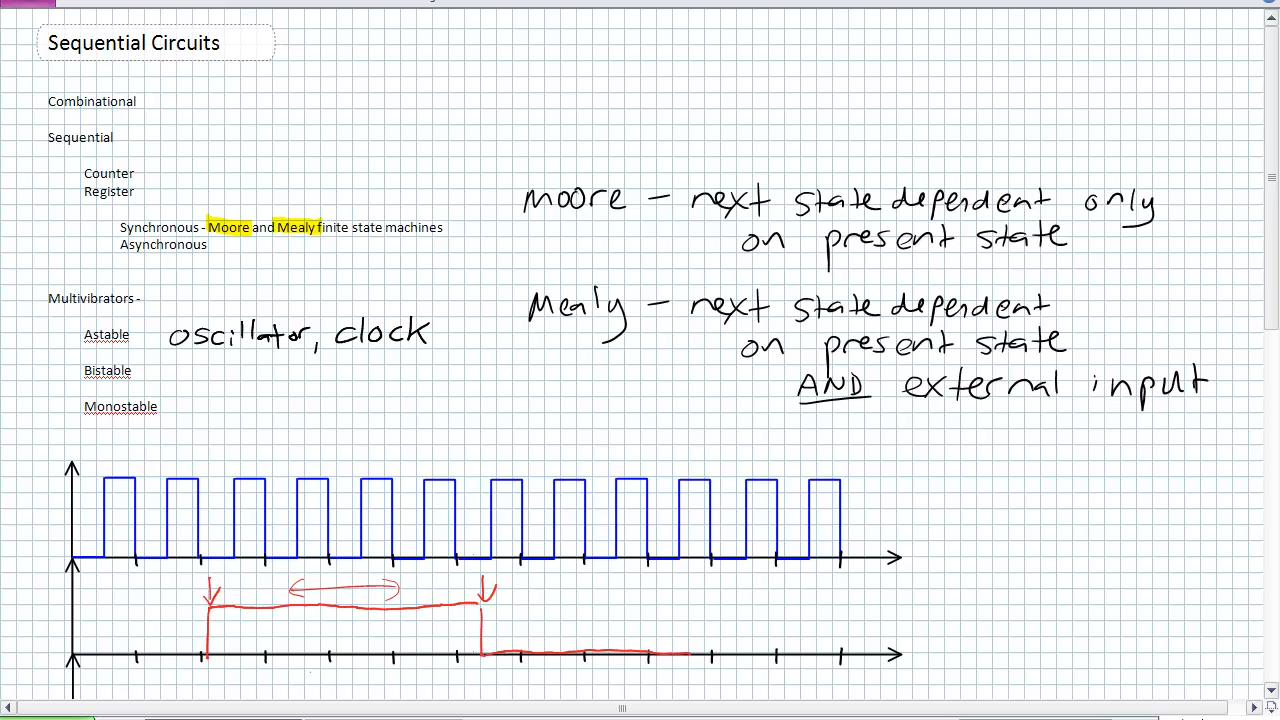 Sequential Circuits
Combinational
Sequential
Counter
Register
Synchronous - Moore and Mealy finite state machines
Asynchronous
Moore - next state dependent only
on present state
Multivibrators -
Mealy - next state dependent
on present state
AND external input
Astable oscillator, clock
Bistable
Monostable